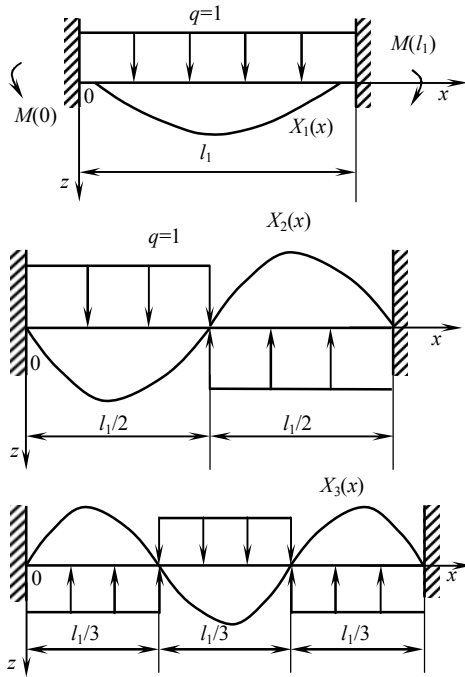 q=1
M(l₁)
M(0)
0
X₁(x)
x
l₁
z
X₂(x)
q=1
x
0
l₁/2
l₁/2
z
X₃(x)
0
x
l₁/3
l₁/3
l₁/3
z